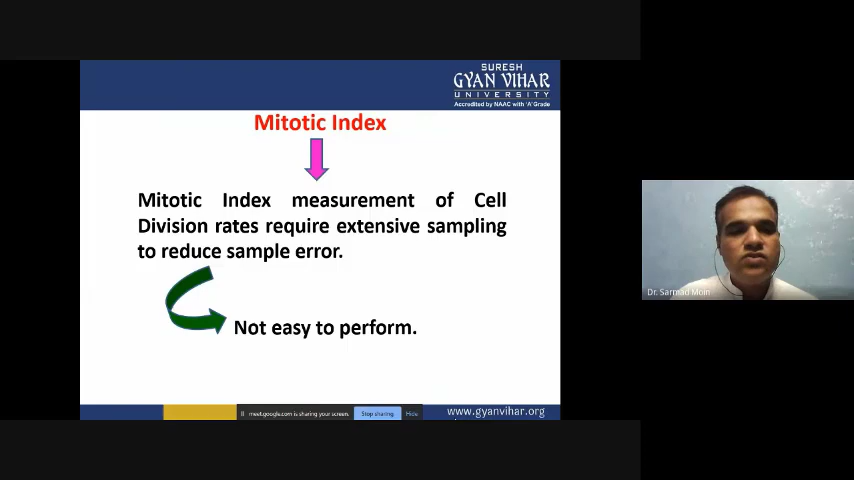 SURESH
GYAN VIHAR
UNIVERSITY
Accredited by NAAC with 'A' Grade
Mitotic Index
Mitotic Index measurement of Cell
Division rates require extensive sampling
to reduce sample error.
Not easy to perform.
meet.google.com is sharing your screen.
Stop sharing
Hide
www.gyanvihar.org
Dr. Sarmad Moin